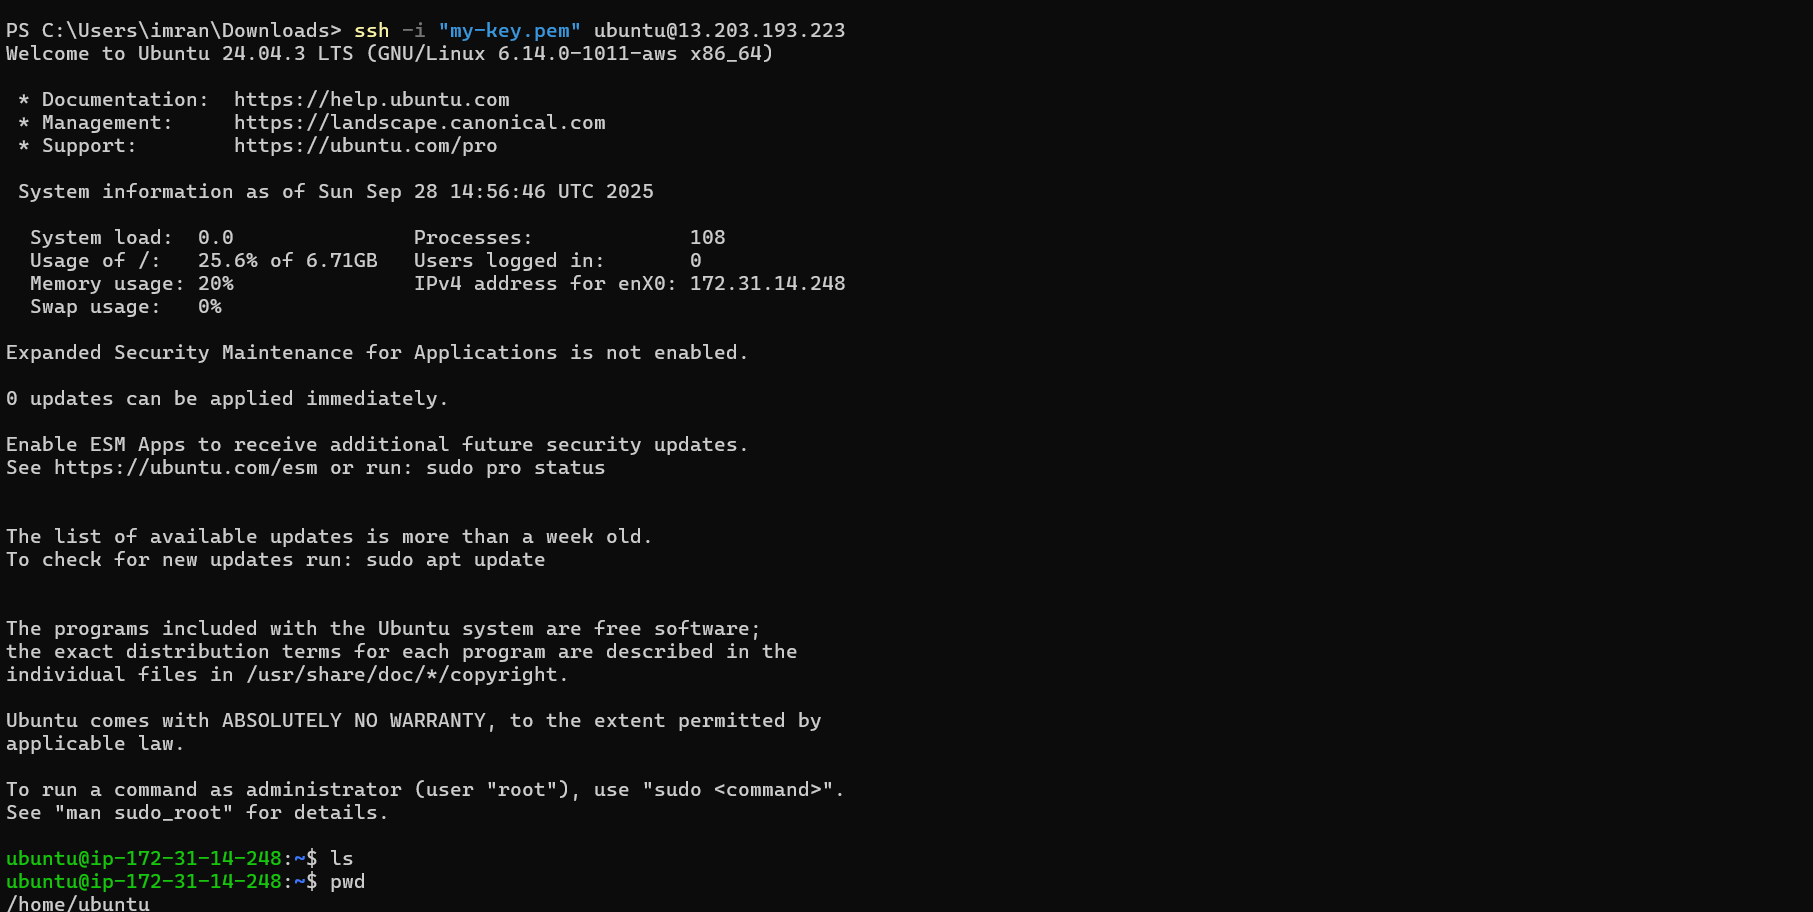 PS C:\Users\imran\Downloads> ssh -i "my-key.pem" ubuntu@13.203.193.223
Welcome to Ubuntu 24.04.3 LTS (GNU/Linux 6.14.0-1011-aws x86_64)

 * Documentation:  https://help.ubuntu.com
 * Management:     https://landscape.canonical.com
 * Support:        https://ubuntu.com/pro

 System information as of Sun Sep 28 14:56:46 UTC 2025

  System load:  0.0               Processes:             108
  Usage of /:   25.6% of 6.71GB   Users logged in:       0
  Memory usage: 20%               IPv4 address for enX0: 172.31.14.248
  Swap usage:   0%

Expanded Security Maintenance for Applications is not enabled.

0 updates can be applied immediately.

Enable ESM Apps to receive additional future security updates.
See https://ubuntu.com/esm or run: sudo pro status


The list of available updates is more than a week old.
To check for new updates run: sudo apt update


The programs included with the Ubuntu system are free software;
the exact distribution terms for each program are described in the
individual files in /usr/share/doc/*/copyright.

Ubuntu comes with ABSOLUTELY NO WARRANTY, to the extent permitted by
applicable law.

To run a command as administrator (user "root"), use "sudo <command>".
See "man sudo_root" for details.

ubuntu@ip-172-31-14-248:~$ ls
ubuntu@ip-172-31-14-248:~$ pwd
/home/ubuntu